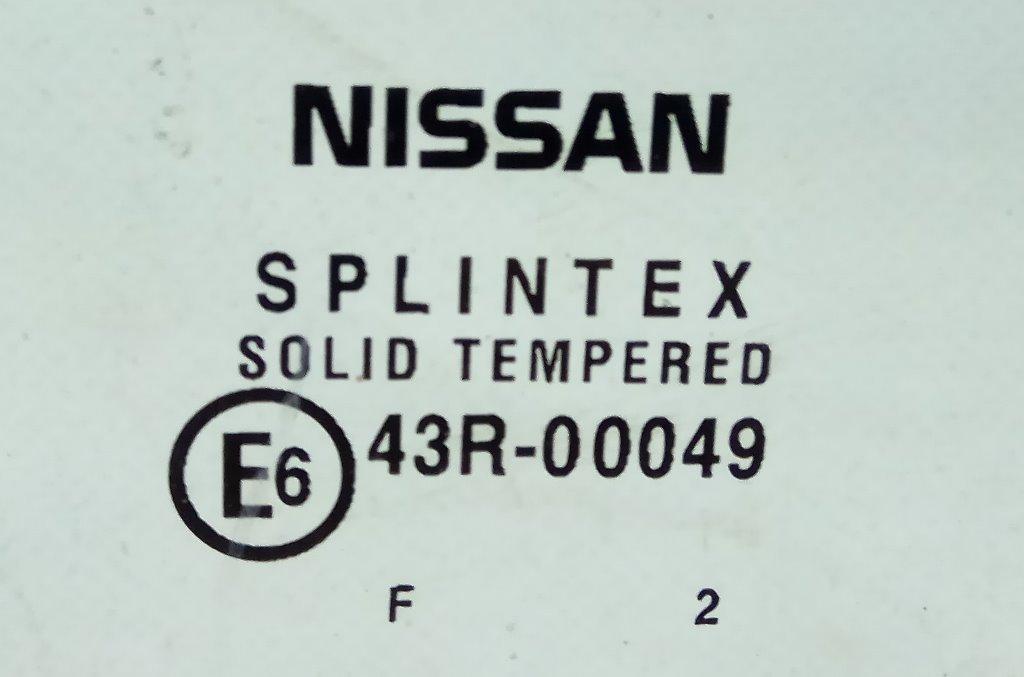 NISSAN
SPLINTEX
SOLID TEMPERED
E6 43R-00049
F 2